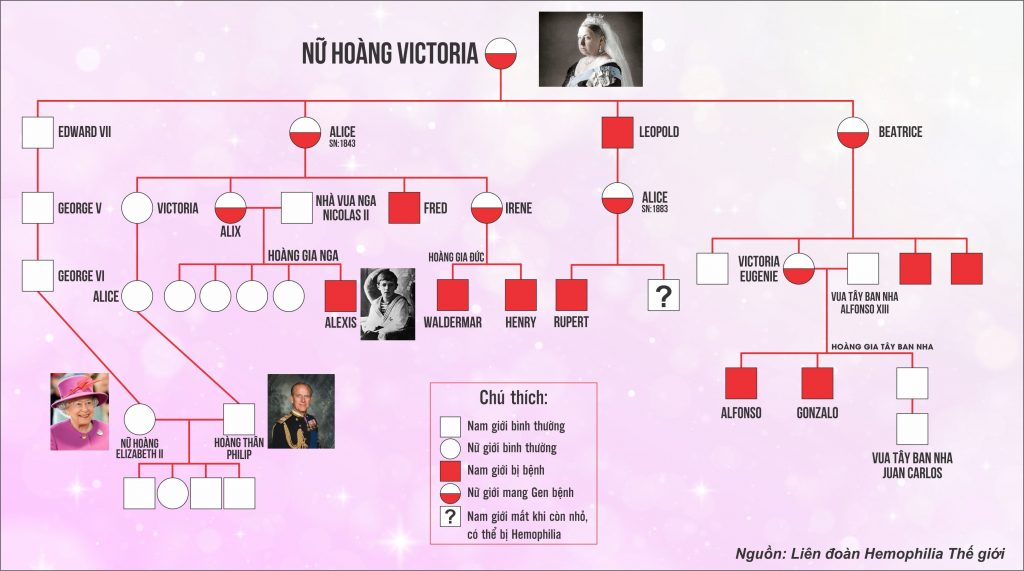 NỮ HOÀNG VICTORIA
EDWARD VII
ALICE
SN:1843
LEOPOLD
BEATRICE
GEORGE V
VICTORIA
ALIX
NHÀ VUA NGA
NICOLAS II
FRED
IRENE
ALICE
SN:1883
GEORGE VI
ALICE
HOÀNG GIA NGA
ALEXIS
HOÀNG GIA ĐỨC
WALDERMAR
HENRY
RUPERT
?
VICTORIA
EUGENIE
VUA TÂY BAN NHA
ALFONSO XIII
HOÀNG GIA TÂY BAN NHA
ALFONSO
GONZALO
VUA TÂY BAN NHA
JUAN CARLOS
NỮ HOÀNG
ELIZABETH II
HOÀNG THÂN
PHILIP
Chú thích:
Nam giới bình thường
Nữ giới bình thường
Nam giới bị bệnh
Nữ giới mang Gen bệnh
? Nam giới mất khi còn nhỏ,
có thể bị Hemophilia
Nguồn: Liên đoàn Hemophilia Thế giới